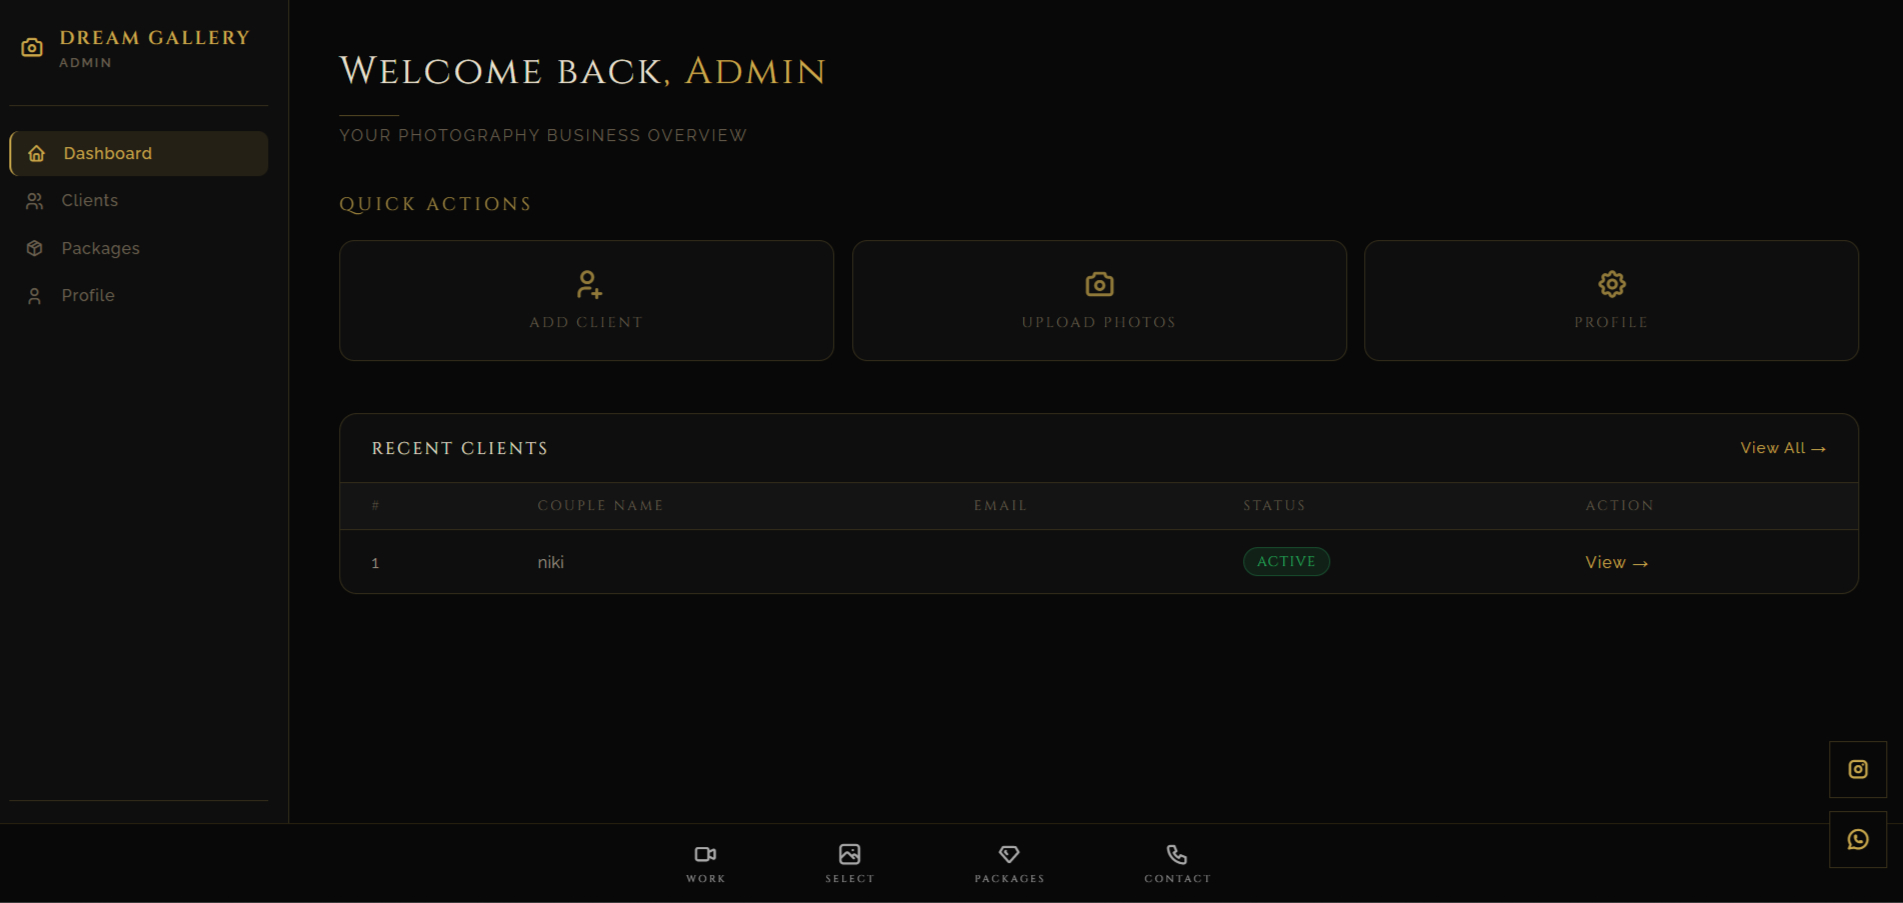 DREAM GALLERY
ADMIN
Dashboard
Clients
Packages
Profile
WELCOME BACK, ADMIN
YOUR PHOTOGRAPHY BUSINESS OVERVIEW
QUICK ACTIONS
ADD CLIENT
UPLOAD PHOTOS
PROFILE
RECENT CLIENTS
View All →
# COUPLE NAME EMAIL STATUS ACTION
1 niki ACTIVE View →
WORK
SELECT
PACKAGES
CONTACT